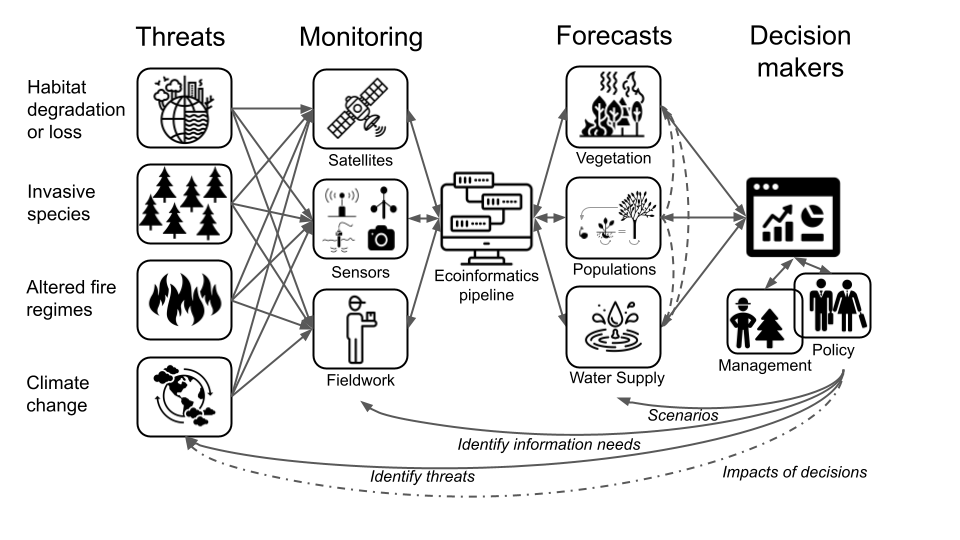 Threats
Monitoring
Forecasts
Decision
makers
Habitat
degradation
or loss
Invasive
species
Altered fire
regimes
Climate
change
Satellites
Sensors
Fieldwork
Ecoinformatics
pipeline
Vegetation
Populations
Water Supply
Management
Policy
Scenarios
Identify information needs
Identify threats
Impacts of decisions